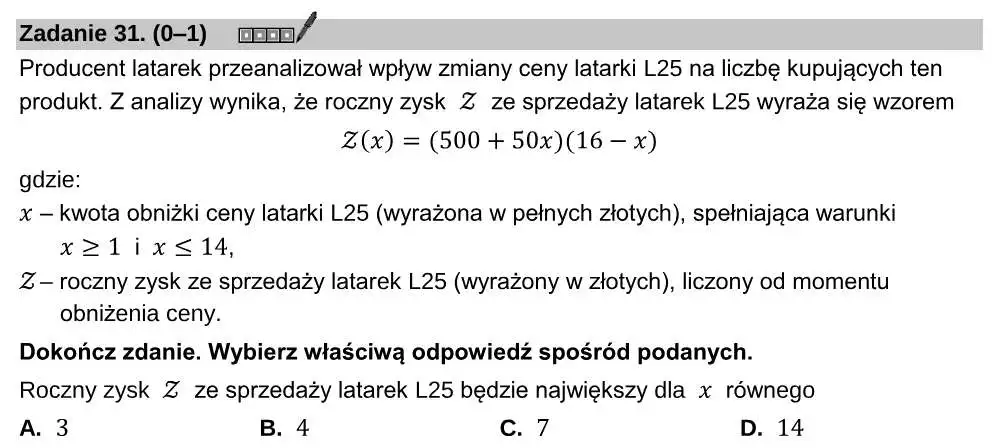 Zadanie 31. (0–1)
Producent latarek przeanalizował wpływ zmiany ceny latarki L25 na liczbę kupujących ten
produkt. Z analizy wynika, że roczny zysk 𝒵 ze sprzedaży latarek L25 wyraża się wzorem
𝒵(x) = (500 + 50x)(16 − x)
gdzie:
x – kwota obniżki ceny latarki L25 (wyrażona w pełnych złotych), spełniająca warunki
x ≥ 1 i x ≤ 14,
𝒵 – roczny zysk ze sprzedaży latarek L25 (wyrażony w złotych), liczony od momentu
obniżenia ceny.
Dokończ zdanie. Wybierz właściwą odpowiedź spośród podanych.
Roczny zysk 𝒵 ze sprzedaży latarek L25 będzie największy dla x równego
A. 3 B. 4 C. 7 D. 14